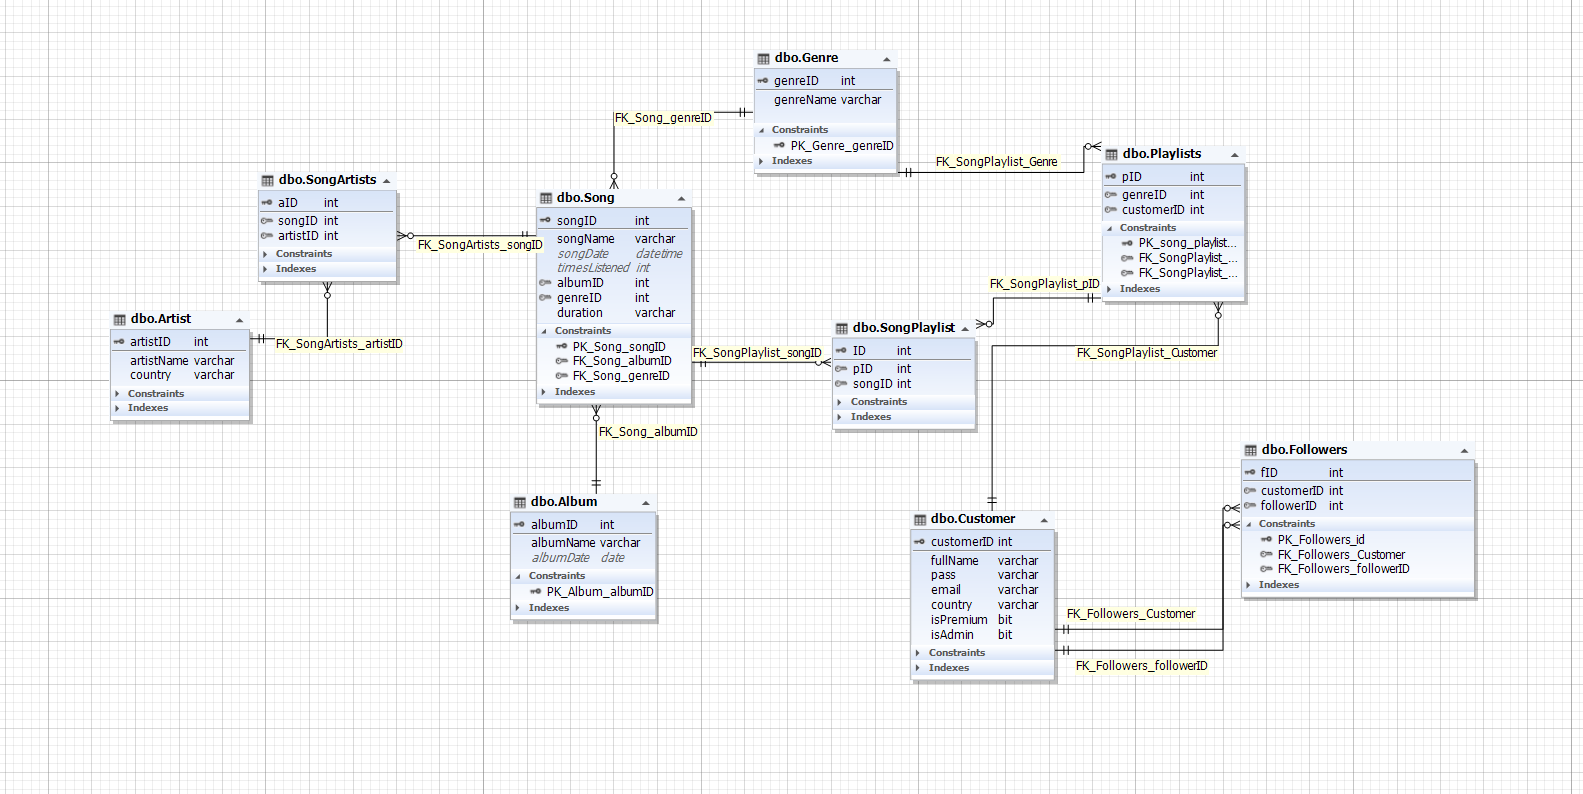 dbo.Genre
genreID int
genreName varchar
Constraints
PK_Genre_genreID
Indexes
FK_Song_genreID
FK_SongPlaylist_Genre
dbo.Playlists
pID int
genreID int
customerID int
Constraints
PK_song_playlist...
FK_SongPlaylist_...
FK_SongPlaylist_...
Indexes
dbo.SongArtists
aID int
songID int
artistID int
Constraints
Indexes
FK_SongArtists_songID
dbo.Song
songID int
songName varchar
songDate datetime
timesListened int
albumID int
genreID int
duration varchar
Constraints
PK_Song_songID
FK_Song_albumID
FK_Song_genreID
Indexes
FK_SongPlaylist_pID
dbo.Artist
artistID int
artistName varchar
country varchar
Constraints
Indexes
FK_SongArtists_artistID
FK_SongPlaylist_songID
dbo.SongPlaylist
ID int
pID int
songID int
Constraints
Indexes
FK_SongPlaylist_Customer
FK_Song_albumID
dbo.Album
albumID int
albumName varchar
albumDate date
Constraints
PK_Album_albumID
Indexes
dbo.Customer
customerID int
fullName varchar
pass varchar
email varchar
country varchar
isPremium bit
isAdmin bit
Constraints
Indexes
dbo.Followers
fID int
customerID int
followerID int
Constraints
PK_Followers_id
FK_Followers_Customer
FK_Followers_followerID
Indexes
FK_Followers_Customer
FK_Followers_followerID